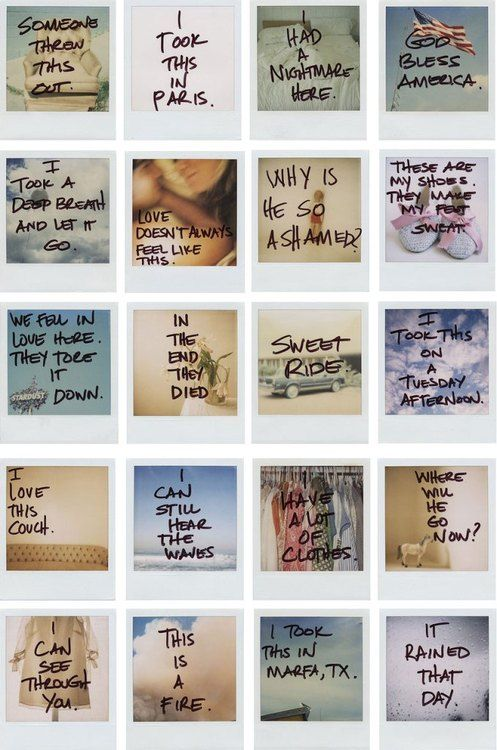 SOMEONE
THREW
THIS
OUT.
I
TOOK
THIS
IN
PARIS.
I
HAD
A
NIGHTMARE
HERE.
GOD
BLESS
AMERICA.
I
TOOK A
DEEP BREATH
AND LET IT
GO.
LOVE
DOESN'T ALWAYS
FEEL LIKE
THIS.
WHY IS
HE SO
ASHAMED?
THESE ARE
MY SHOES.
THEY MAKE
MY FEET
SWEAT.
WE FELL IN
LOVE HERE.
THEY TORE
IT
DOWN.
STARDUST
IN
THE
END
THEY
DIED
SWEET
RIDE.
I
TOOK THIS
ON
A
TUESDAY
AFTERNOON.
I
LOVE
THIS
COUCH.
I
CAN
STILL
HEAR
THE
WAVES
I
HAVE
A LOT
OF
CLOTHES.
WHERE
WILL
HE
GO
NOW?
I
CAN
SEE
THROUGH
YOU.
THIS
IS
A
FIRE.
I TOOK
THIS IN
MARFA, TX.
IT
RAINED
THAT
DAY.